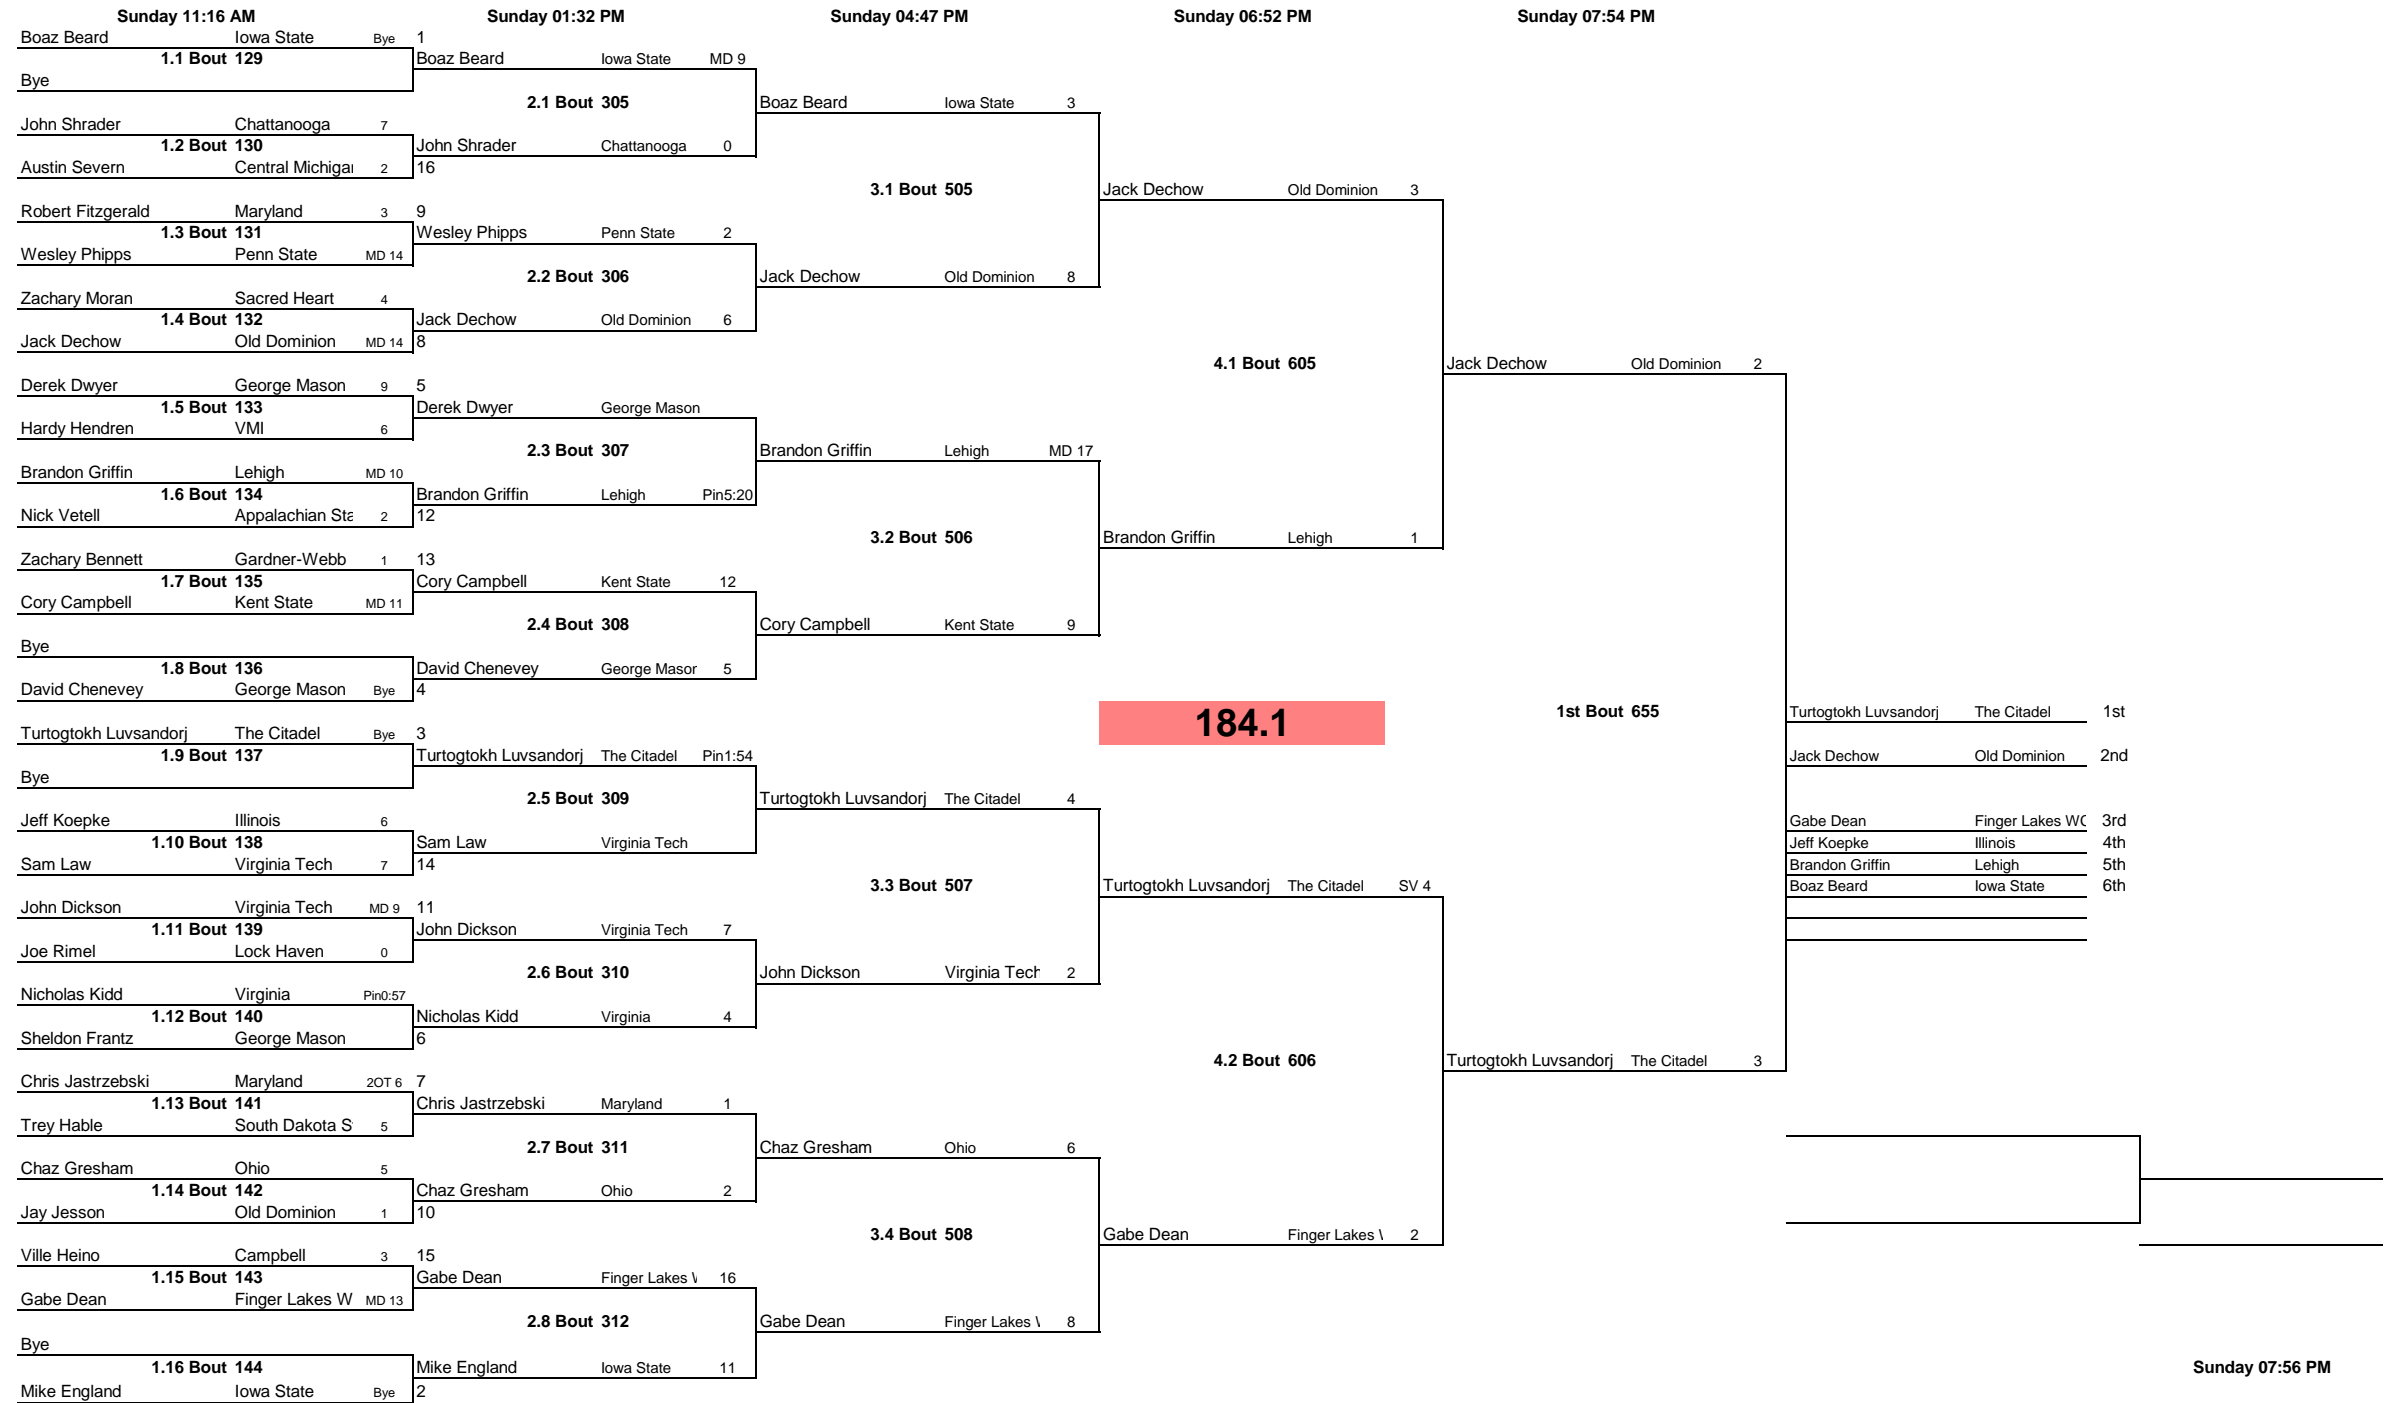 Sunday 11:16 AM Sunday 01:32 PM Sunday 04:47 PM Sunday 06:52 PM Sunday 07:54 PM
Boaz Beard Iowa State Bye 1
1.1 Bout 129 Boaz Beard Iowa State MD 9
Bye
2.1 Bout 305 Boaz Beard Iowa State 3
John Shrader Chattanooga 7
1.2 Bout 130 John Shrader Chattanooga 0
Austin Severn Central Michigan 2 16
3.1 Bout 505 Jack Dechow Old Dominion 3
Robert Fitzgerald Maryland 3 9
1.3 Bout 131 Wesley Phipps Penn State 2
Wesley Phipps Penn State MD 14
2.2 Bout 306 Jack Dechow Old Dominion 8
Zachary Moran Sacred Heart 4
1.4 Bout 132 Jack Dechow Old Dominion 6
Jack Dechow Old Dominion MD 14 8
4.1 Bout 605 Jack Dechow Old Dominion 2
Derek Dwyer George Mason 9 5
1.5 Bout 133 Derek Dwyer George Mason
Hardy Hendren VMI 6
2.3 Bout 307 Brandon Griffin Lehigh MD 17
Brandon Griffin Lehigh MD 10
1.6 Bout 134 Brandon Griffin Lehigh Pin5:20
Nick Vetell Appalachian Sta 2 12
3.2 Bout 506 Brandon Griffin Lehigh 1
Zachary Bennett Gardner-Webb 1 13
1.7 Bout 135 Cory Campbell Kent State 12
Cory Campbell Kent State MD 11
2.4 Bout 308 Cory Campbell Kent State 9
Bye
1.8 Bout 136 David Chenevey George Mason 5
David Chenevey George Mason Bye 4
184.1 1st Bout 655 Turtogtokh Luvsandorj The Citadel 1st
Turtogtokh Luvsandorj The Citadel Bye 3
1.9 Bout 137 Turtogtokh Luvsandorj The Citadel Pin1:54 Jack Dechow Old Dominion 2nd
Bye
2.5 Bout 309 Turtogtokh Luvsandorj The Citadel 4
Jeff Koepke Illinois 6 Gabe Dean Finger Lakes WC 3rd
1.10 Bout 138 Sam Law Virginia Tech Jeff Koepke Illinois 4th
Sam Law Virginia Tech 7 14 Brandon Griffin Lehigh 5th
3.3 Bout 507 Turtogtokh Luvsandorj The Citadel SV 4 Boaz Beard Iowa State 6th
John Dickson Virginia Tech MD 9 11
1.11 Bout 139 John Dickson Virginia Tech 7
Joe Rimel Lock Haven 0
2.6 Bout 310 John Dickson Virginia Tech 2
Nicholas Kidd Virginia Pin0:57
1.12 Bout 140 Nicholas Kidd Virginia 4
Sheldon Frantz George Mason 6
4.2 Bout 606 Turtogtokh Luvsandorj The Citadel 3
Chris Jastrzebski Maryland 2OT 6 7
1.13 Bout 141 Chris Jastrzebski Maryland 1
Trey Hable South Dakota S 5
2.7 Bout 311 Chaz Gresham Ohio 6
Chaz Gresham Ohio 5
1.14 Bout 142 Chaz Gresham Ohio 2
Jay Jesson Old Dominion 1 10
3.4 Bout 508 Gabe Dean Finger Lakes 2
Ville Heino Campbell 3 15
1.15 Bout 143 Gabe Dean Finger Lakes 16
Gabe Dean Finger Lakes W MD 13
2.8 Bout 312 Gabe Dean Finger Lakes 8
Bye
1.16 Bout 144 Mike England Iowa State 11 Sunday 07:56 PM
Mike England Iowa State Bye 2